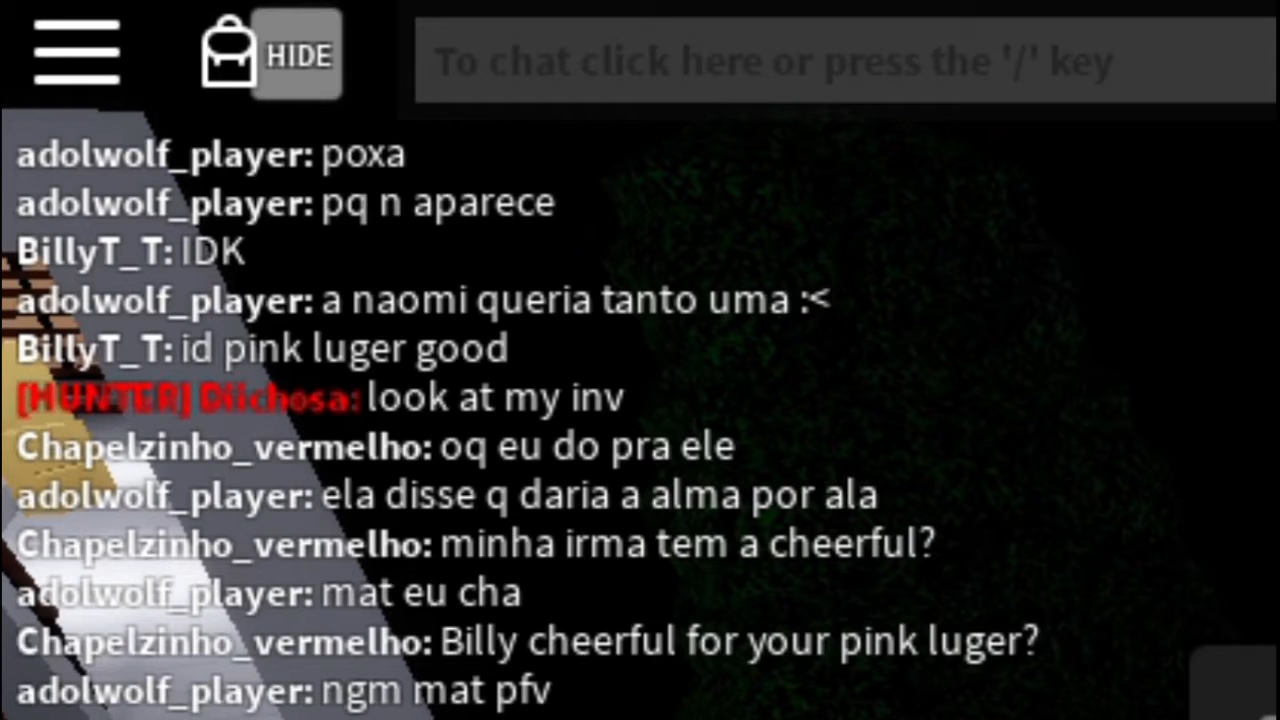 HIDE
To chat click here or press the '/' key
adolwolf_player: poxa
adolwolf_player: pq n aparece
BillyT_T: IDK
adolwolf_player: a naomi queria tanto uma :<
BillyT_T: id pink luger good
[HUNTER] Diichosa: look at my inv
Chapelzinho_vermelho: oq eu do pra ele
adolwolf_player: ela disse q daria a alma por ala
Chapelzinho_vermelho: minha irma tem a cheerful?
adolwolf_player: mat eu cha
Chapelzinho_vermelho: Billy cheerful for your pink luger?
adolwolf_player: ngm mat pfv